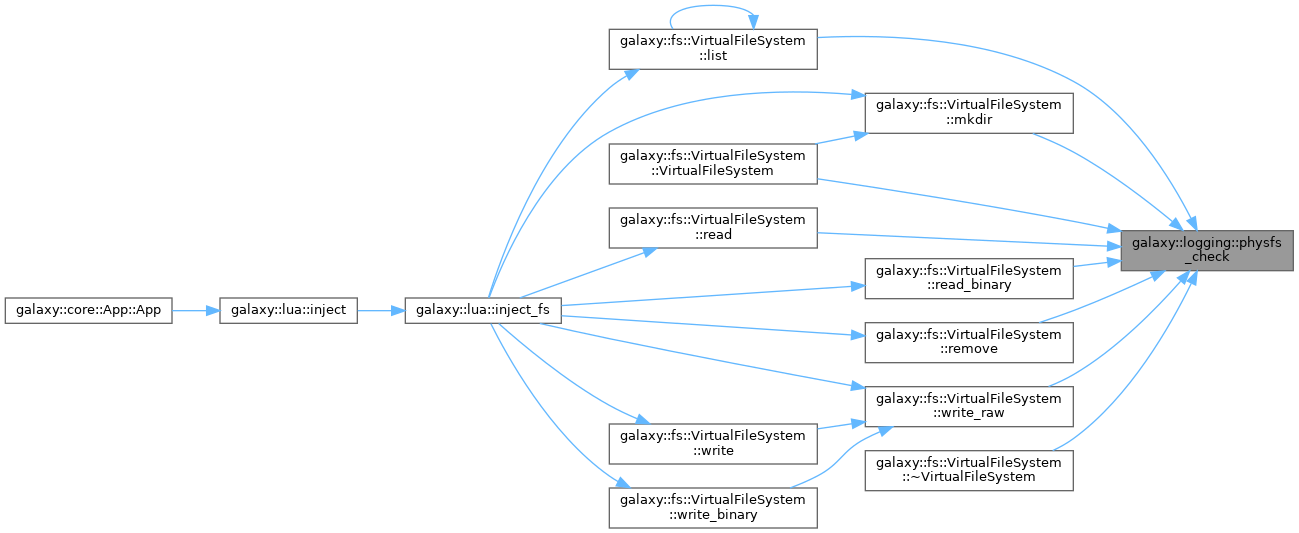 galaxy::fs::VirtualFileSystem
::list
galaxy::fs::VirtualFileSystem
::mkdir
galaxy::fs::VirtualFileSystem
::VirtualFileSystem
galaxy::fs::VirtualFileSystem
::read
galaxy::logging::physfs
_check
galaxy::fs::VirtualFileSystem
::read_binary
galaxy::core::App::App
galaxy::lua::inject
galaxy::lua::inject_fs
galaxy::fs::VirtualFileSystem
::remove
galaxy::fs::VirtualFileSystem
::write_raw
galaxy::fs::VirtualFileSystem
::write
galaxy::fs::VirtualFileSystem
::~VirtualFileSystem
galaxy::fs::VirtualFileSystem
::write_binary